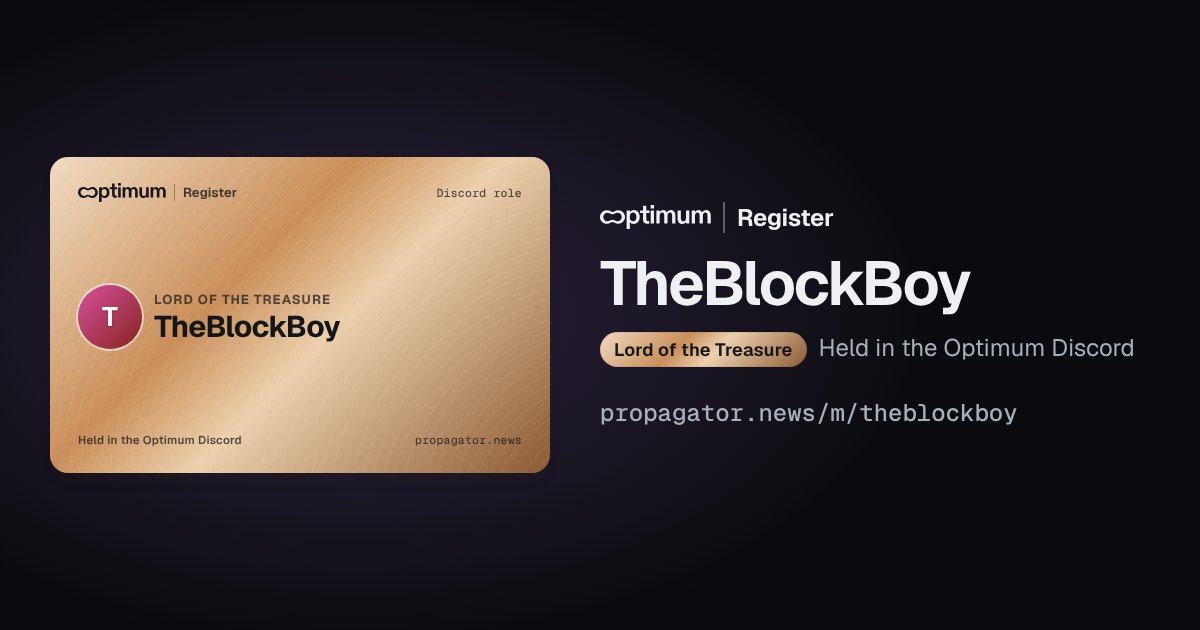 optimum | Register
Discord role
T
LORD OF THE TREASURE
TheBlockBoy
Held in the Optimum Discord
propagator.news
optimum | Register
TheBlockBoy
Lord of the Treasure
Held in the Optimum Discord
propagator.news/m/theblockboy